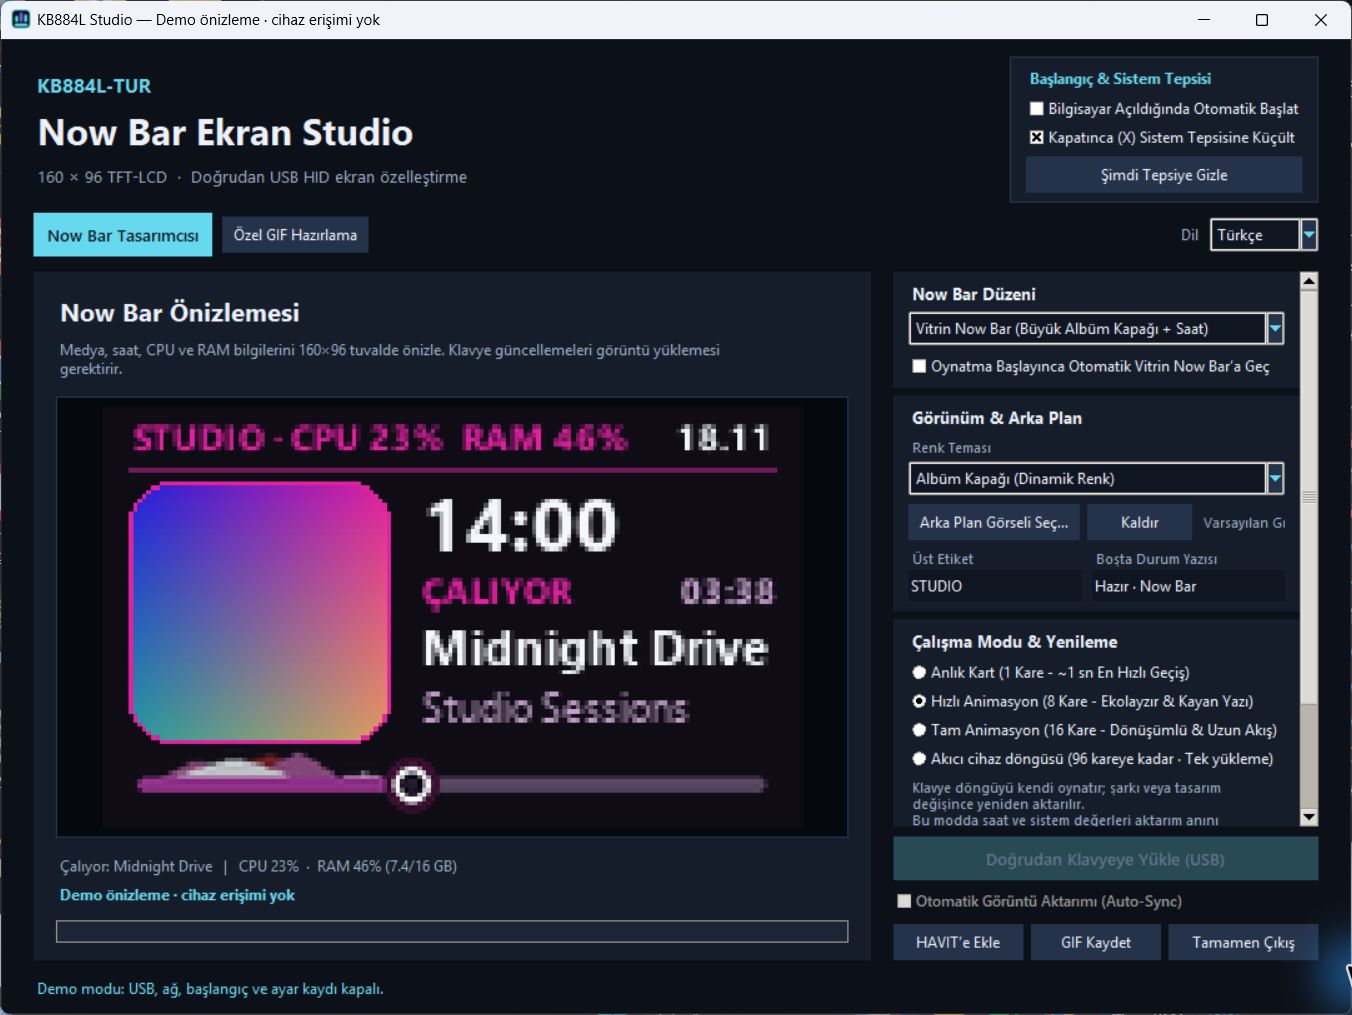 KB884L Studio — Demo önizleme · cihaz erişimi yok
KB884L-TUR
Now Bar Ekran Studio
160 × 96 TFT-LCD · Doğrudan USB HID ekran özelleştirme
Başlangıç & Sistem Tepsisi
Bilgisayar Açıldığında Otomatik Başlat
Kapatınca (X) Sistem Tepsisine Küçült
Şimdi Tepsiye Gizle
Now Bar Tasarımcısı
Özel GIF Hazırlama
Dil
Türkçe
Now Bar Önizlemesi
Medya, saat, CPU ve RAM bilgilerini 160×96 tuvalde önizle. Klavye güncellemeleri görüntü yüklemesi
gerektirir.
STUDIO · CPU 23% RAM 46% 18.11
14:00
ÇALIYOR 03:38
Midnight Drive
Studio Sessions
Çalıyor: Midnight Drive | CPU 23% · RAM 46% (7.4/16 GB)
Demo önizleme · cihaz erişimi yok
Now Bar Düzeni
Vitrin Now Bar (Büyük Albüm Kapağı + Saat)
Oynatma Başlayınca Otomatik Vitrin Now Bar'a Geç
Görünüm & Arka Plan
Renk Teması
Albüm Kapağı (Dinamik Renk)
Arka Plan Görseli Seç...
Kaldır
Varsayılan
Üst Etiket
Boşta Durum Yazısı
STUDIO
Hazır · Now Bar
Çalışma Modu & Yenileme
Anlık Kart (1 Kare - ~1 sn En Hızlı Geçiş)
Hızlı Animasyon (8 Kare - Ekolayzır & Kayan Yazı)
Tam Animasyon (16 Kare - Dönüşümlü & Uzun Akış)
Akıcı cihaz döngüsü (96 kareye kadar · Tek yükleme)
Klavye döngüyü kendi oynatır; şarkı veya tasarım
değişince yeniden aktarılır.
Bu modda saat ve sistem değerleri aktarım anını
Doğrudan Klavyeye Yükle (USB)
Otomatik Görüntü Aktarımı (Auto-Sync)
HAVIT'e Ekle
GIF Kaydet
Tamamen Çıkış
Demo modu: USB, ağ, başlangıç ve ayar kaydı kapalı.